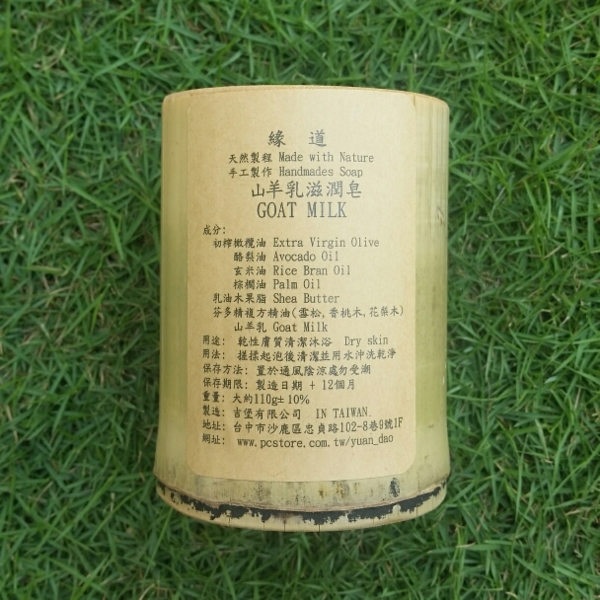 緣 道
天然製程 Made with Nature
手工製作 Handmades Soap
山羊乳滋潤皂
GOAT MILK
成分:
初榨橄欖油 Extra Virgin Olive
酪梨油 Avocado Oil
玄米油 Rice Bran Oil
棕櫚油 Palm Oil
乳油木果脂 Shea Butter
芬多精複方精油(雪松,香桃木,花梨木)
山羊乳 Goat Milk
用途: 乾性膚質清潔沐浴 Dry skin
用法: 搓揉起泡後清潔並用水沖洗乾淨
保存方法: 置於通風陰涼處勿受潮
保存期限: 製造日期 + 12個月
重量: 大約110g±10%
製造: 吉堡有限公司 IN TAIWAN.
地址: 台中市沙鹿區忠貞路102-8巷9號1F
網址: www.pcstore.com.tw/yuan_dao